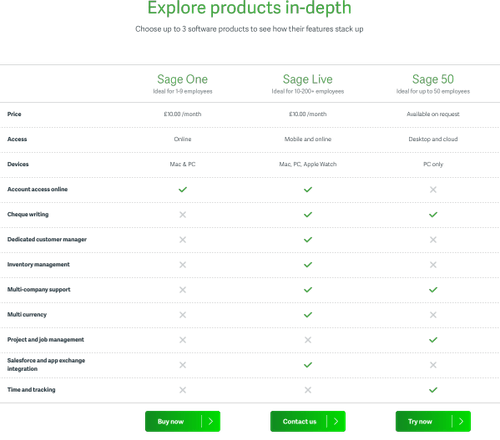 Explore products in-depth
Choose up to 3 software products to see how their features stack up
Sage One Sage Live Sage 50
Ideal for 1-9 employees Ideal for 10-200+ employees Ideal for up to 50 employees
Price £10.00 /month £10.00 /month Available on request
Access Online Mobile and online Desktop and cloud
Devices Mac & PC Mac, PC, Apple Watch PC only
Account access online
Cheque writing
Dedicated customer manager
Inventory management
Multi-company support
Multi currency
Project and job management
Salesforce and app exchange
integration
Time and tracking
Buy now Contact us Try now